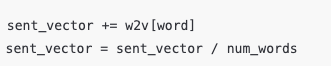 sent_vector += w2v[word]
sent_vector = sent_vector / num_words